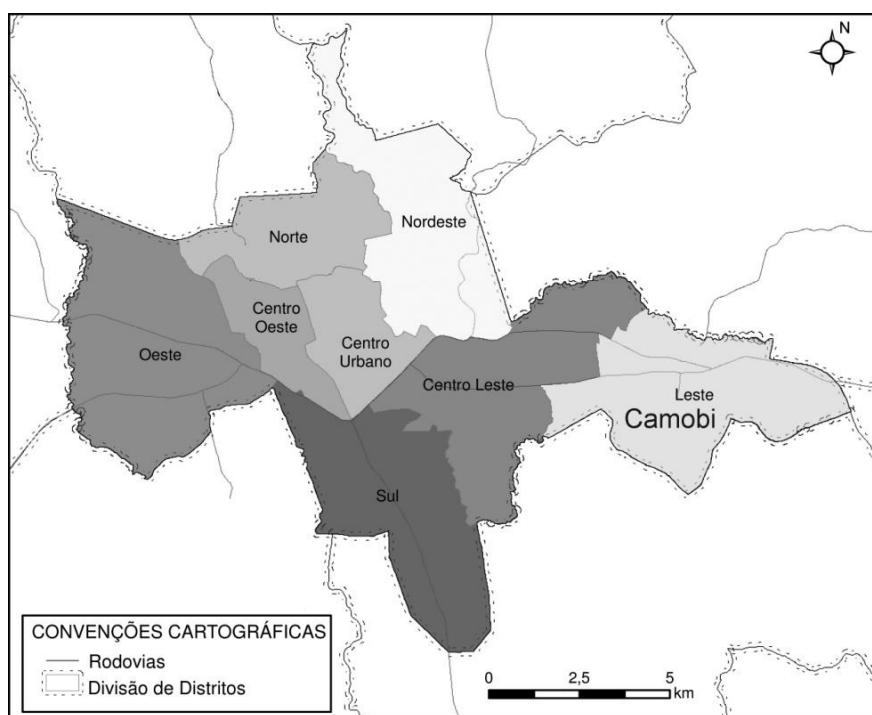 N
Nordeste
Norte
Centro
Oeste
Centro
Urbano
Oeste
Centro Leste
Leste
Camobi
Sul
CONVENÇÕES CARTOGRÁFICAS
Rodovias
Divisão de Distritos
0 2,5 5
km